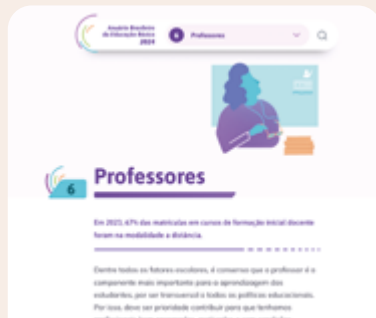 Anuário Brasileiro
da Educação Básica
2024
6 Professores
6
Professores
Em 2023, 67% das matrículas em cursos de formação inicial docente
foram na modalidade a distância.
Dentre todos os fatores escolares, é consenso que o professor é o
componente mais importante para a aprendizagem dos
estudantes, por ser transversal a todas as políticas educacionais.
Por isso, deve ser prioridade contribuir para que tenhamos